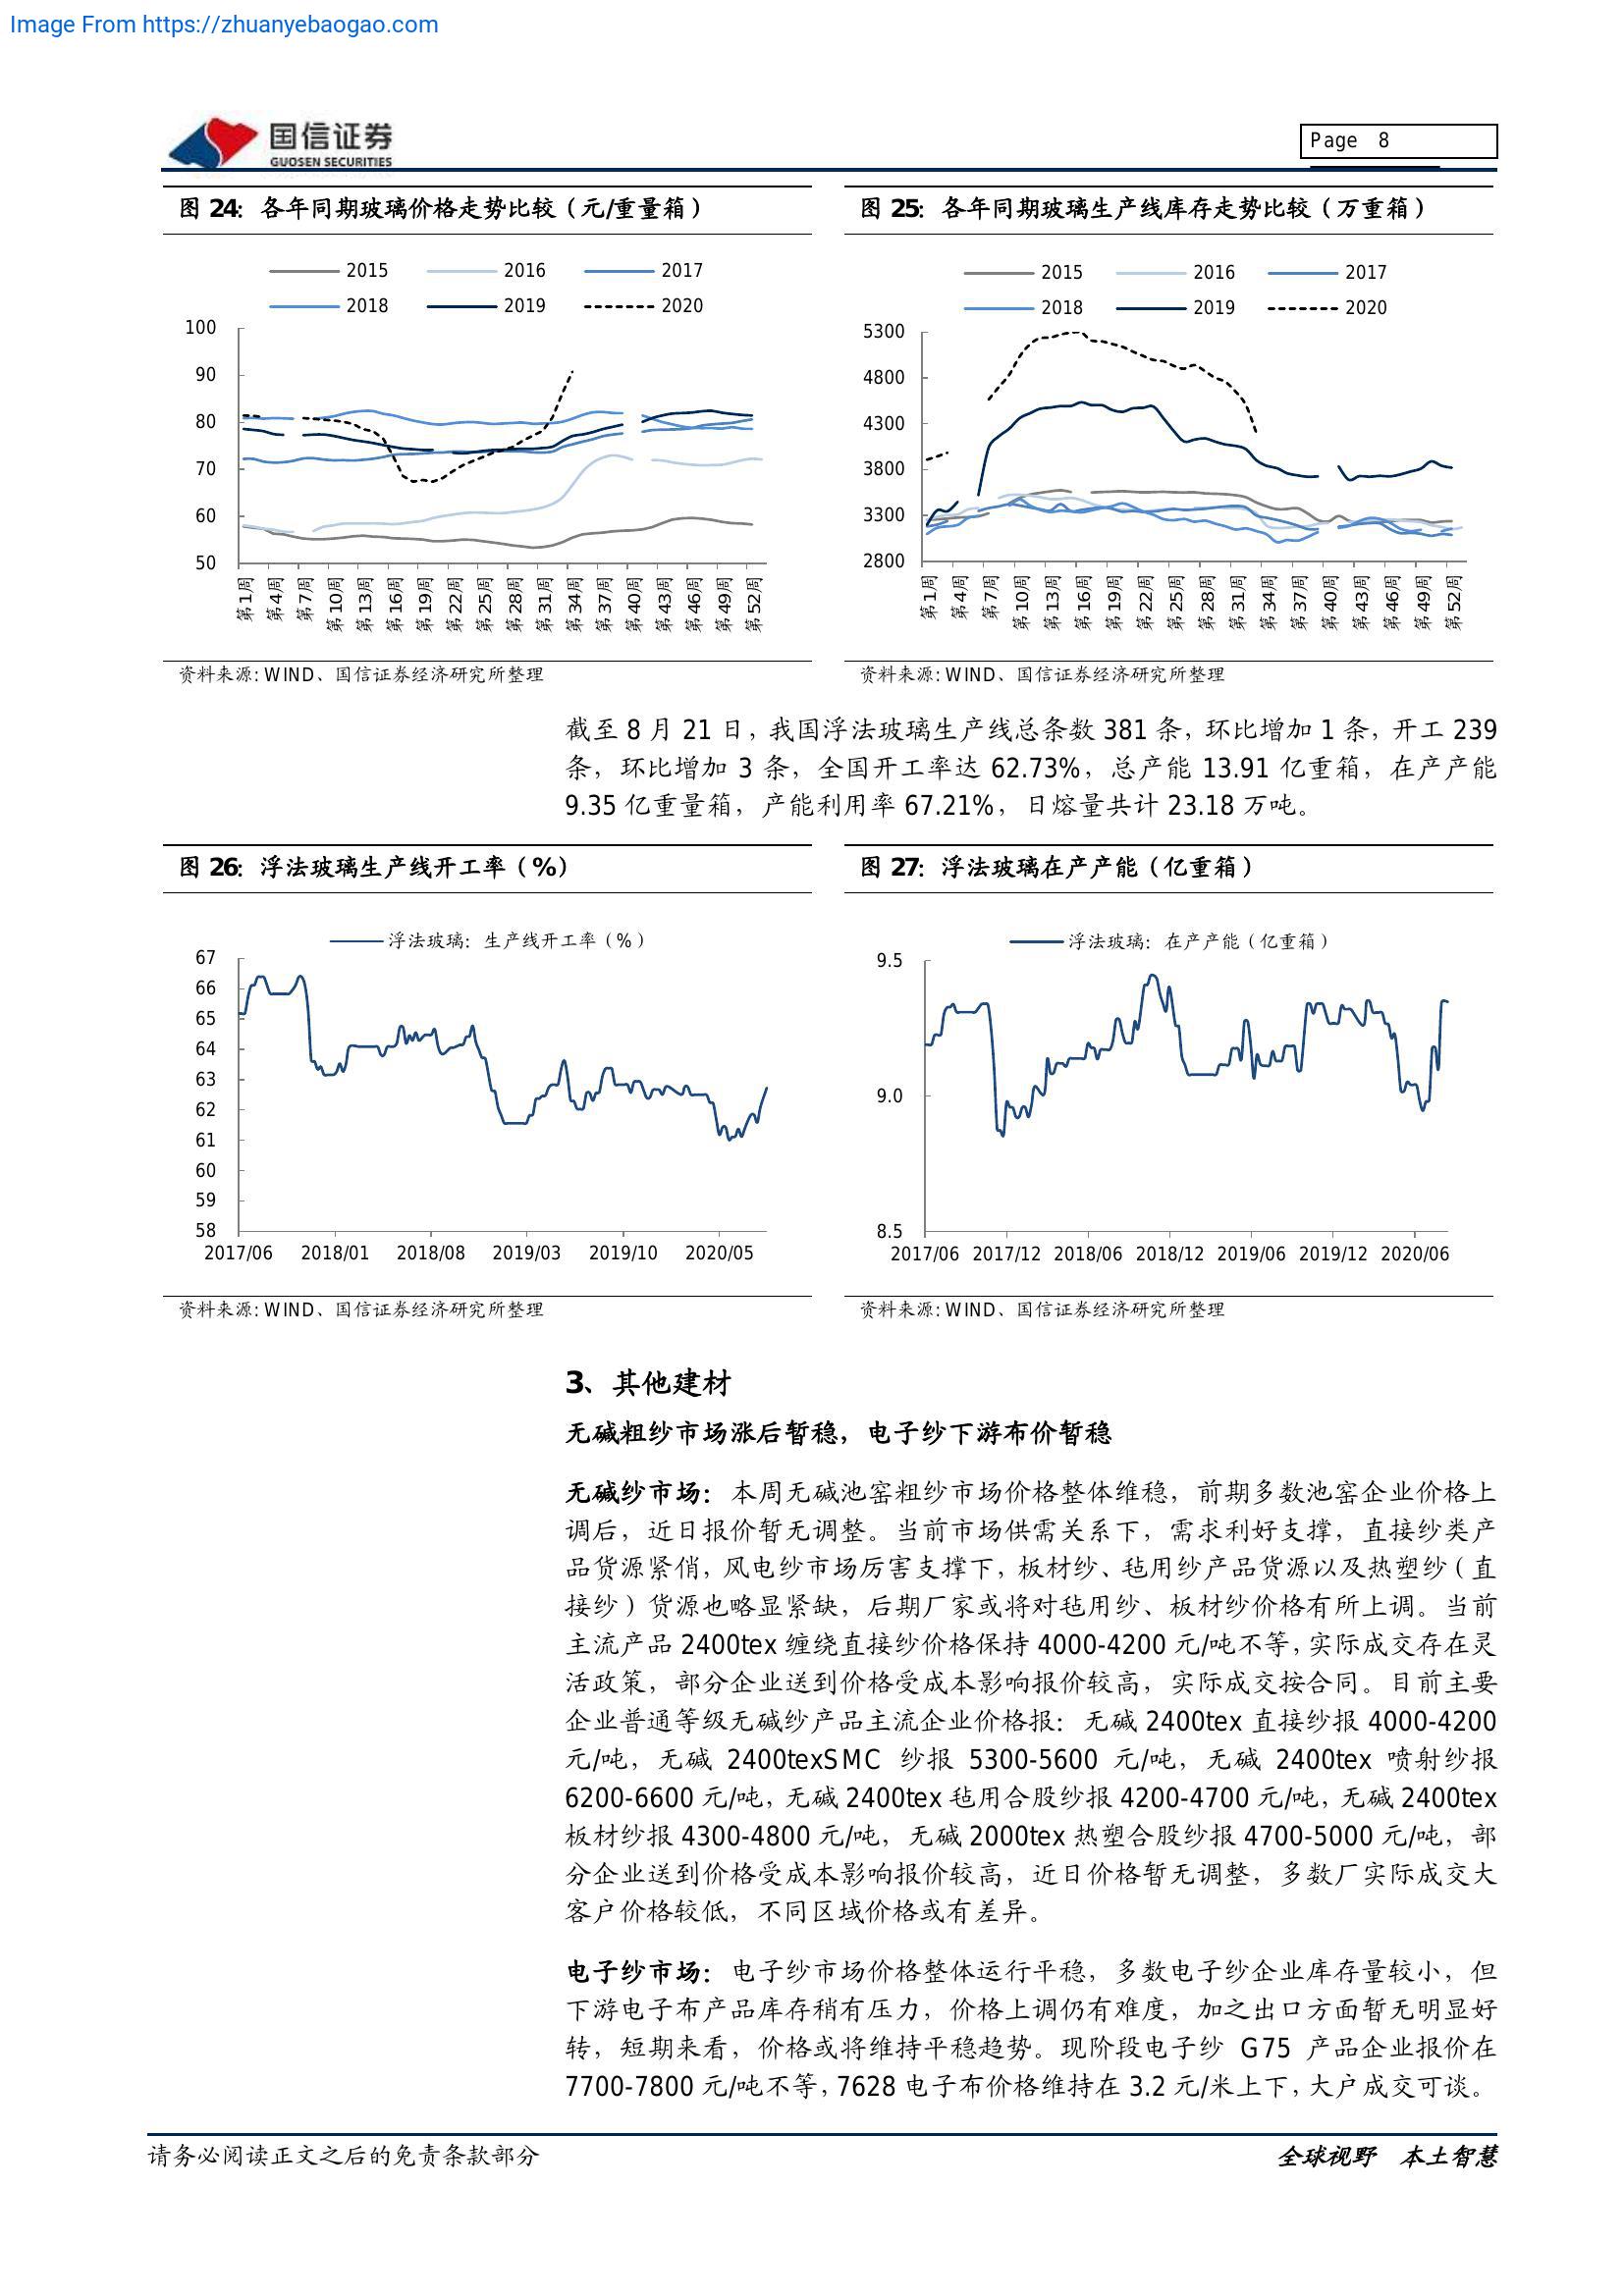 Image From https://zhuanyebaogao.com
国信证券
GUOSEN SECURITIES
Page 8
图 24：各年同期玻璃价格走势比较（元/重量箱）
2015 2016 2017
2018 2019 2020
100
90
80
70
60
50
第1周 第4周 第7周 第10周 第13周 第16周 第19周 第22周 第25周 第28周 第31周 第34周 第37周 第40周 第43周 第46周 第49周 第52周
资料来源：WIND、国信证券经济研究所整理
图 25：各年同期玻璃生产线库存走势比较（万重箱）
2015 2016 2017
2018 2019 2020
5300
4800
4300
3800
3300
2800
第1周 第4周 第7周 第10周 第13周 第16周 第19周 第22周 第25周 第28周 第31周 第34周 第37周 第40周 第43周 第46周 第49周 第52周
资料来源：WIND、国信证券经济研究所整理
截至 8 月 21 日，我国浮法玻璃生产线总条数 381 条，环比增加 1 条，开工 239
条，环比增加 3 条，全国开工率达 62.73%，总产能 13.91 亿重箱，在产产能
9.35 亿重量箱，产能利用率 67.21%，日熔量共计 23.18 万吨。
图 26：浮法玻璃生产线开工率（%）
浮法玻璃：生产线开工率（%）
67
66
65
64
63
62
61
60
59
58
2017/06 2018/01 2018/08 2019/03 2019/10 2020/05
资料来源：WIND、国信证券经济研究所整理
图 27：浮法玻璃在产产能（亿重箱）
浮法玻璃：在产产能（亿重箱）
9.5
9.0
8.5
2017/06 2017/12 2018/06 2018/12 2019/06 2019/12 2020/06
资料来源：WIND、国信证券经济研究所整理
3、其他建材
无碱粗纱市场涨后暂稳，电子纱下游布价暂稳
无碱纱市场：本周无碱池窑粗纱市场价格整体维稳，前期多数池窑企业价格上
调后，近日报价暂无调整。当前市场供需关系下，需求利好支撑，直接纱类产
品货源紧俏，风电纱市场厉害支撑下，板材纱、毡用纱产品货源以及热塑纱（直
接纱）货源也略显紧缺，后期厂家或将对毡用纱、板材纱价格有所上调。当前
主流产品 2400tex 缠绕直接纱价格保持 4000-4200 元/吨不等，实际成交存在灵
活政策，部分企业送到价格受成本影响报价较高，实际成交按合同。目前主要
企业普通等级无碱纱产品主流企业价格报：无碱 2400tex 直接纱报 4000-4200
元/吨，无碱 2400texSMC 纱报 5300-5600 元/吨，无碱 2400tex 喷射纱报
6200-6600 元/吨，无碱 2400tex 毡用合股纱报 4200-4700 元/吨，无碱 2400tex
板材纱报 4300-4800 元/吨，无碱 2000tex 热塑合股纱报 4700-5000 元/吨，部
分企业送到价格受成本影响报价较高，近日价格暂无调整，多数厂实际成交大
客户价格较低，不同区域价格或有差异。
电子纱市场：电子纱市场价格整体运行平稳，多数电子纱企业库存量较小，但
下游电子布产品库存稍有压力，价格上调仍有难度，加之出口方面暂无明显好
转，短期来看，价格或将维持平稳趋势。现阶段电子纱 G75 产品企业报价在
7700-7800 元/吨不等，7628 电子布价格维持在 3.2 元/米上下，大户成交可谈。
请务必阅读正文之后的免责条款部分
全球视野 本土智慧